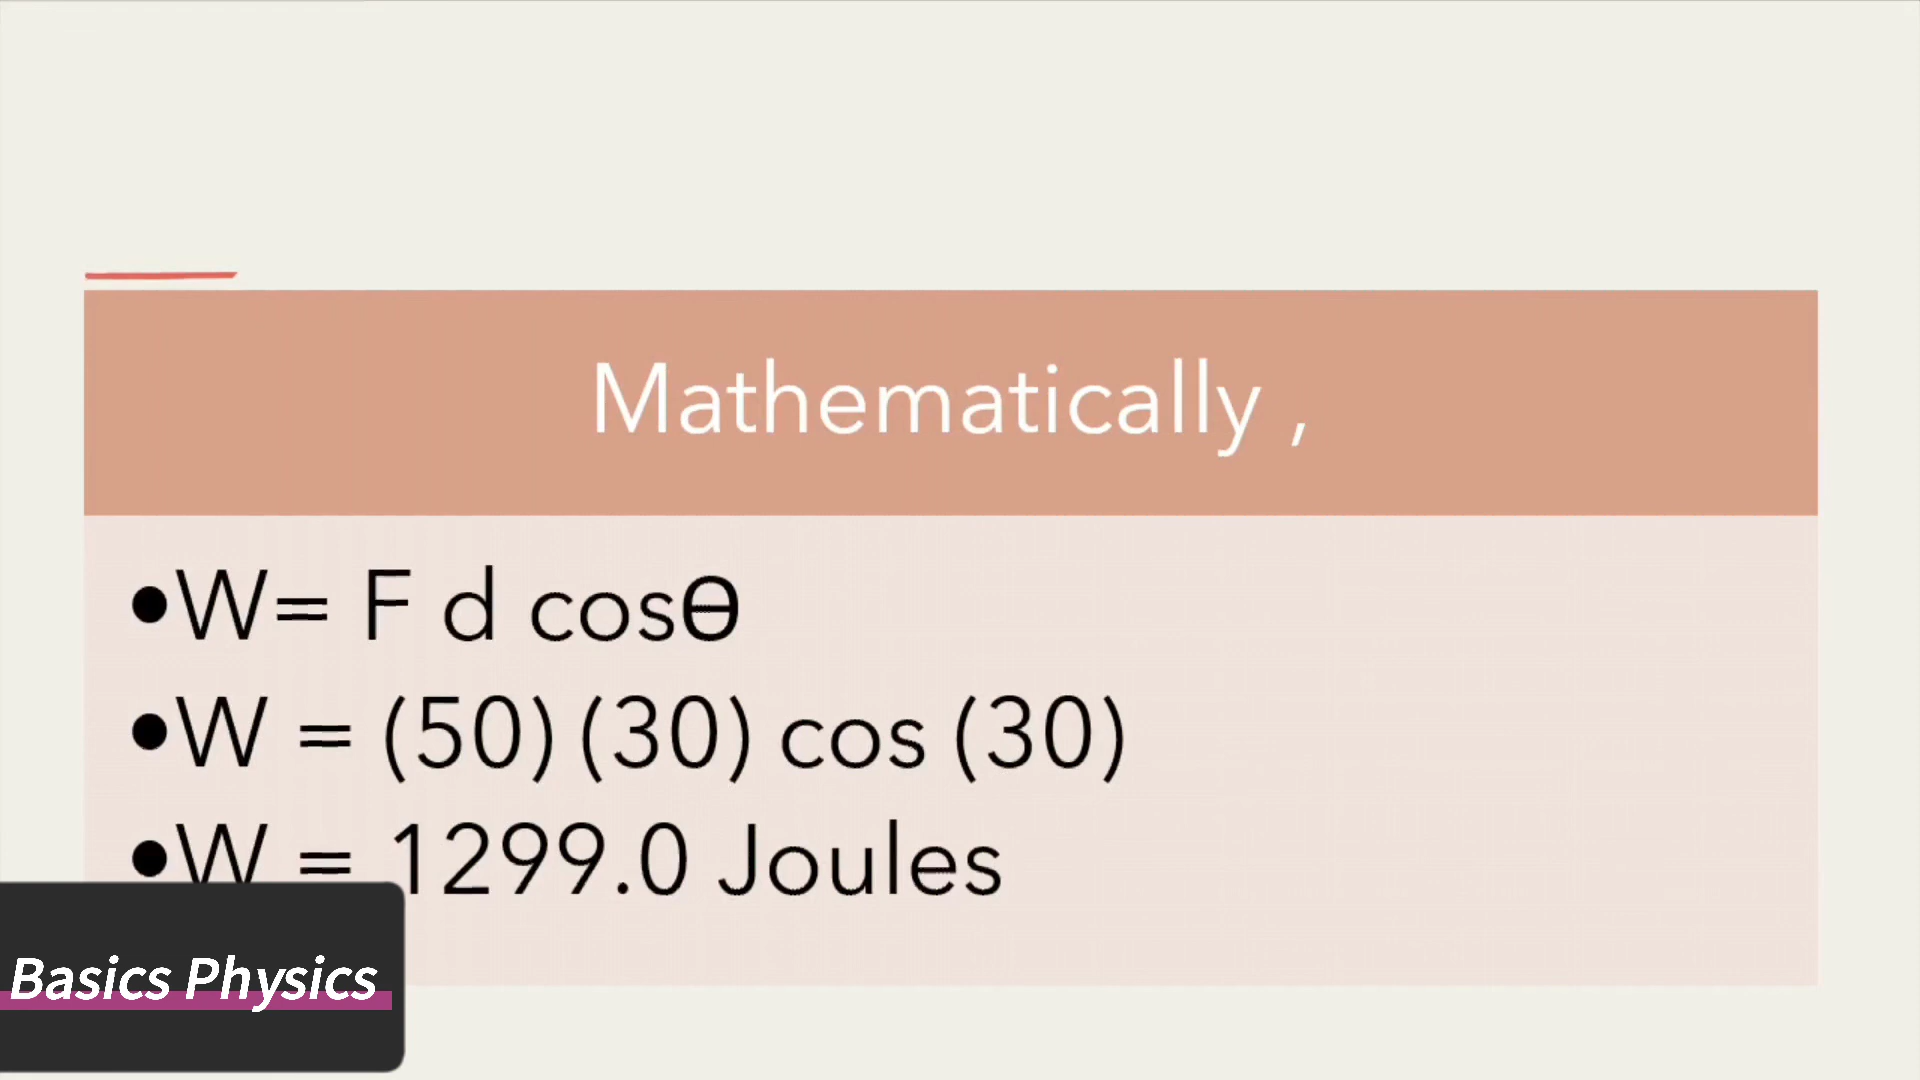 Mathematically ,
•W= F d cosθ
•W = (50) (30) cos (30)
•W = 1299.0 Joules
Basics Physics